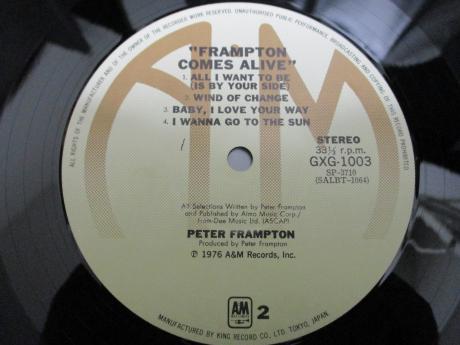 ALL RIGHTS OF THE MANUFACTURER AND OF THE OWNER OF THE RECORDED WORK RESERVED. UNAUTHORISED PUBLIC PERFORMANCE, BROADCASTING AND COPYING OF THIS RECORD PROHIBITED
"FRAMPTON
COMES ALIVE"
1. ALL I WANT TO BE
(IS BY YOUR SIDE)
2. WIND OF CHANGE
3. BABY, I LOVE YOUR WAY
4. I WANNA GO TO THE SUN
STEREO
33⅓ r.p.m.
GXG-1003
SP-3710
(SALBT-1064)
All Selections Written by Peter Frampton
and Published by Almo Music Corp./
Fram-Dee Music Ltd. (ASCAP)
PETER FRAMPTON
Produced by Peter Frampton
℗ 1976 A&M Records, Inc.
A&M
2
MANUFACTURED BY KING RECORD CO. LTD. TOKYO, JAPAN